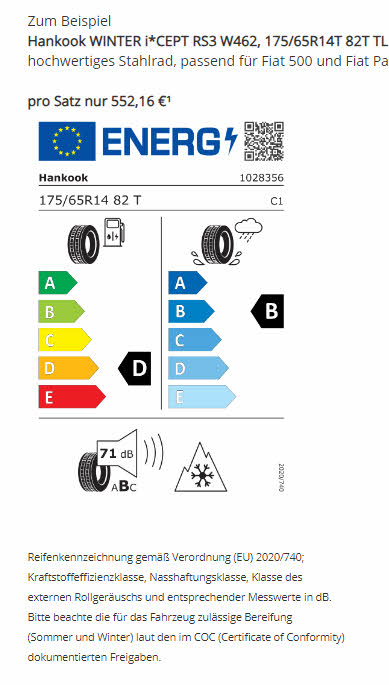 Zum Beispiel
Hankook WINTER i*CEPT RS3 W462, 175/65R14T 82T TL
hochwertiges Stahlrad, passend für Fiat 500 und Fiat Pa
pro Satz nur 552,16 €¹
ENERG
Hankook 1028356
175/65R14 82 T C1
A A
B B B
C C
D D D
E E
71 dB
ABC
2020/740
Reifenkennzeichnung gemäß Verordnung (EU) 2020/740;
Kraftstoffeffizienzklasse, Nasshaftungsklasse, Klasse des
externen Rollgeräuschs und entsprechender Messwerte in dB.
Bitte beachte die für das Fahrzeug zulässige Bereifung
(Sommer und Winter) laut den im COC (Certificate of Conformity)
dokumentierten Freigaben.